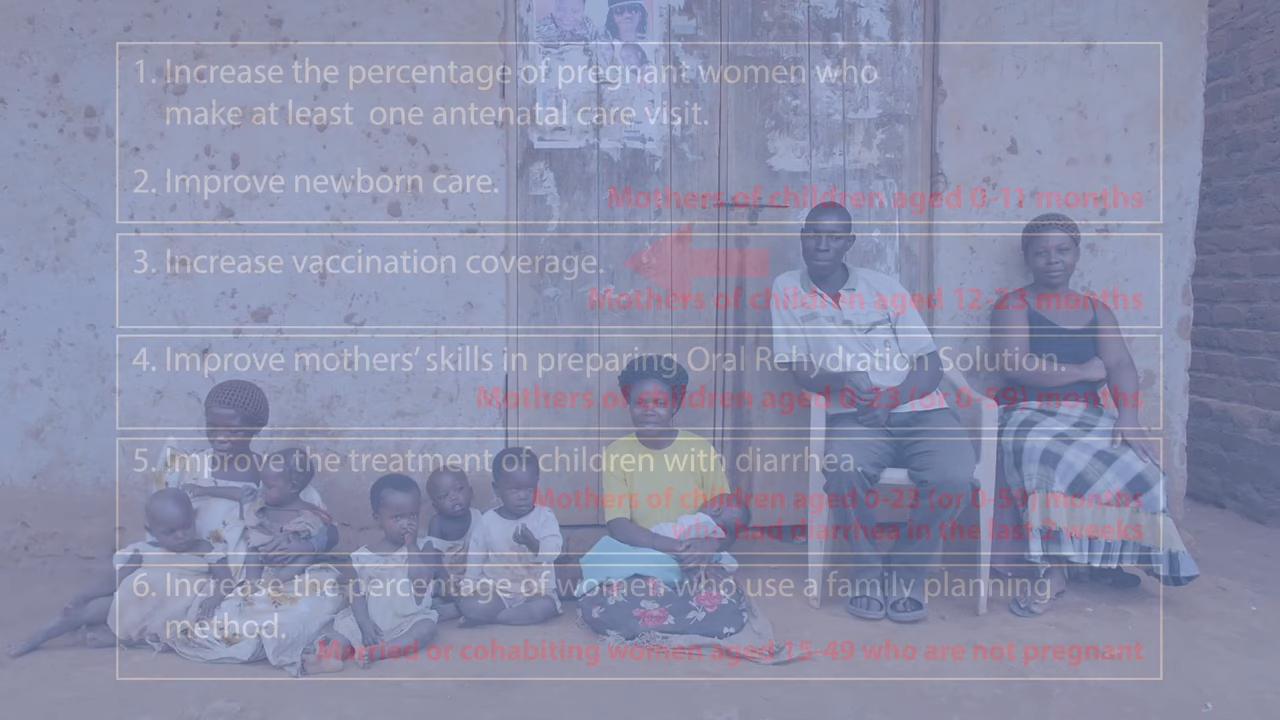 1. Increase the percentage of pregnant women who
make at least one antenatal care visit.
2. Improve newborn care.
Mothers of children aged 0-11 months
3. Increase vaccination coverage.
Mothers of children aged 12-23 months
4. Improve mothers’ skills in preparing Oral Rehydration Solution.
Mothers of children aged 0-23 (or 0-59) months
5. Improve the treatment of children with diarrhea.
Mothers of children aged 0-23 (or 0-59) months
who had diarrhea in the last 2 weeks
6. Increase the percentage of women who use a family planning
method.
Married or cohabiting women aged 15-49 who are not pregnant